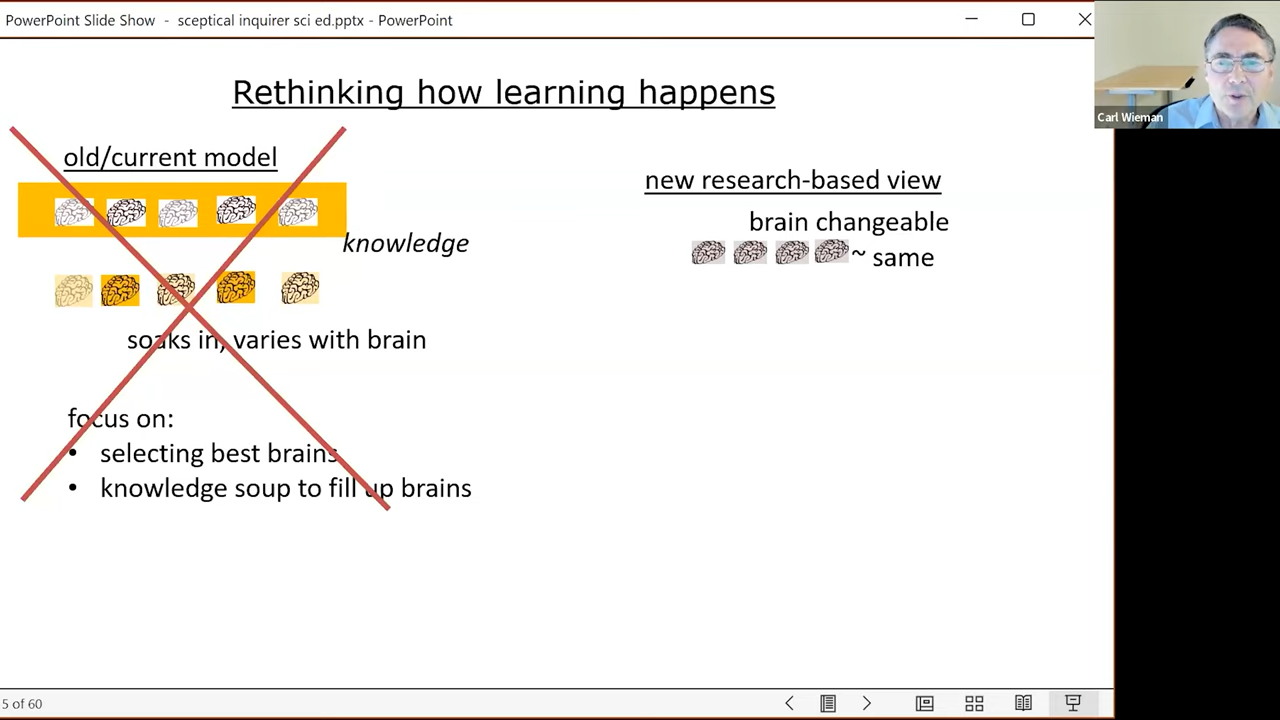 PowerPoint Slide Show - sceptical inquirer sci ed.pptx - PowerPoint
Carl Wieman
Rethinking how learning happens
old/current model
knowledge
soaks in, varies with brain
focus on:
• selecting best brains
• knowledge soup to fill up brains
new research-based view
brain changeable
~ same
5 of 60